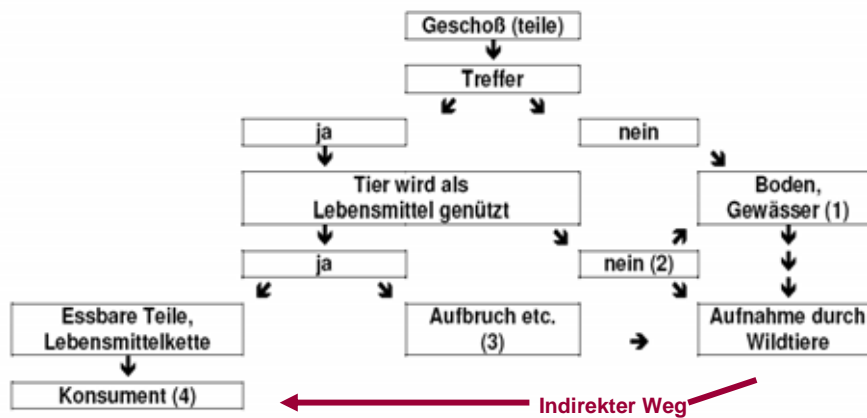 Geschoß (teile)
Treffer
ja
nein
Tier wird als
Lebensmittel genützt
Boden,
Gewässer (1)
ja
nein (2)
Essbare Teile,
Lebensmittelkette
Aufbruch etc.
(3)
Aufnahme durch
Wildtiere
Konsument (4)
Indirekter Weg